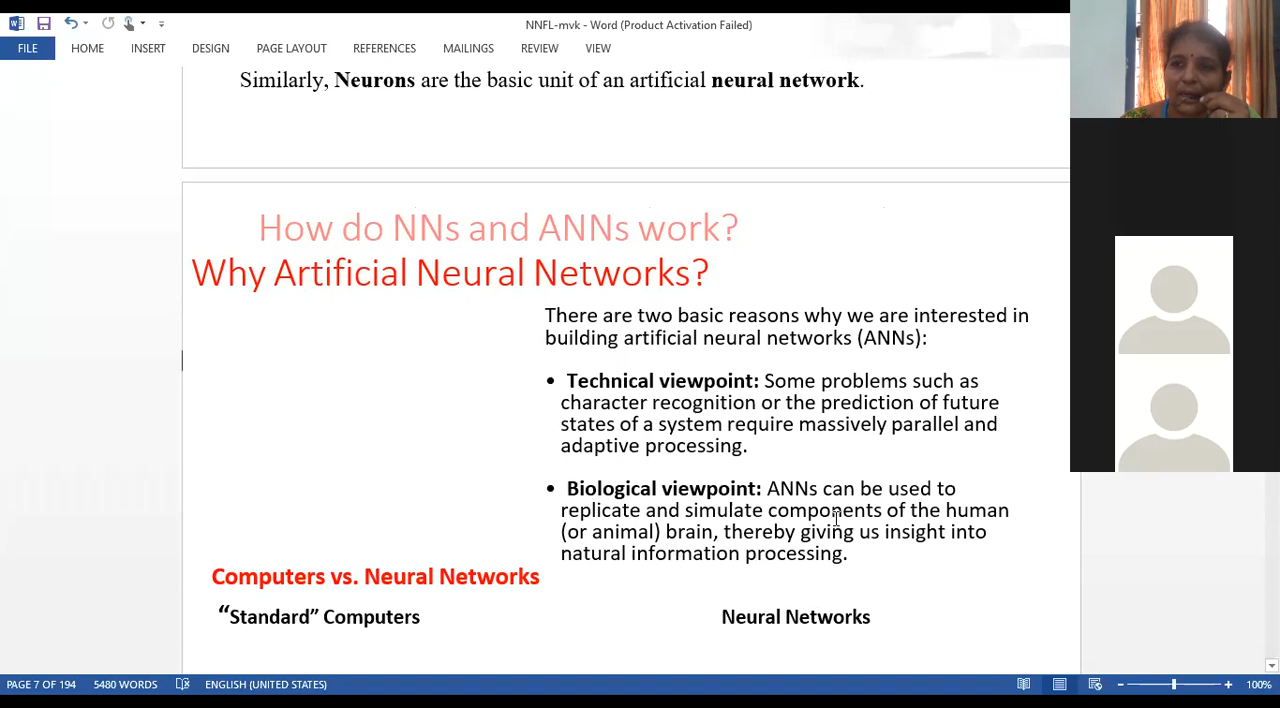 NNFL-mvk - Word (Product Activation Failed)
FILE HOME INSERT DESIGN PAGE LAYOUT REFERENCES MAILINGS REVIEW VIEW
Similarly, Neurons are the basic unit of an artificial neural network.
How do NNs and ANNs work?
Why Artificial Neural Networks?
There are two basic reasons why we are interested in
building artificial neural networks (ANNs):
• Technical viewpoint: Some problems such as
character recognition or the prediction of future
states of a system require massively parallel and
adaptive processing.
• Biological viewpoint: ANNs can be used to
replicate and simulate components of the human
(or animal) brain, thereby giving us insight into
natural information processing.
Computers vs. Neural Networks
“Standard” Computers Neural Networks
PAGE 7 OF 194 5480 WORDS ENGLISH (UNITED STATES) 100%